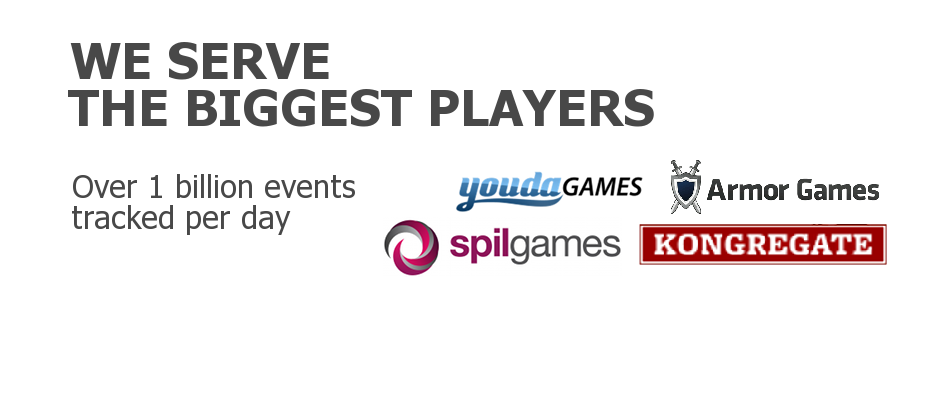 WE SERVE
THE BIGGEST PLAYERS
Over 1 billion events
tracked per day
youdaGAMES
Armor Games
spilgames
KONGREGATE